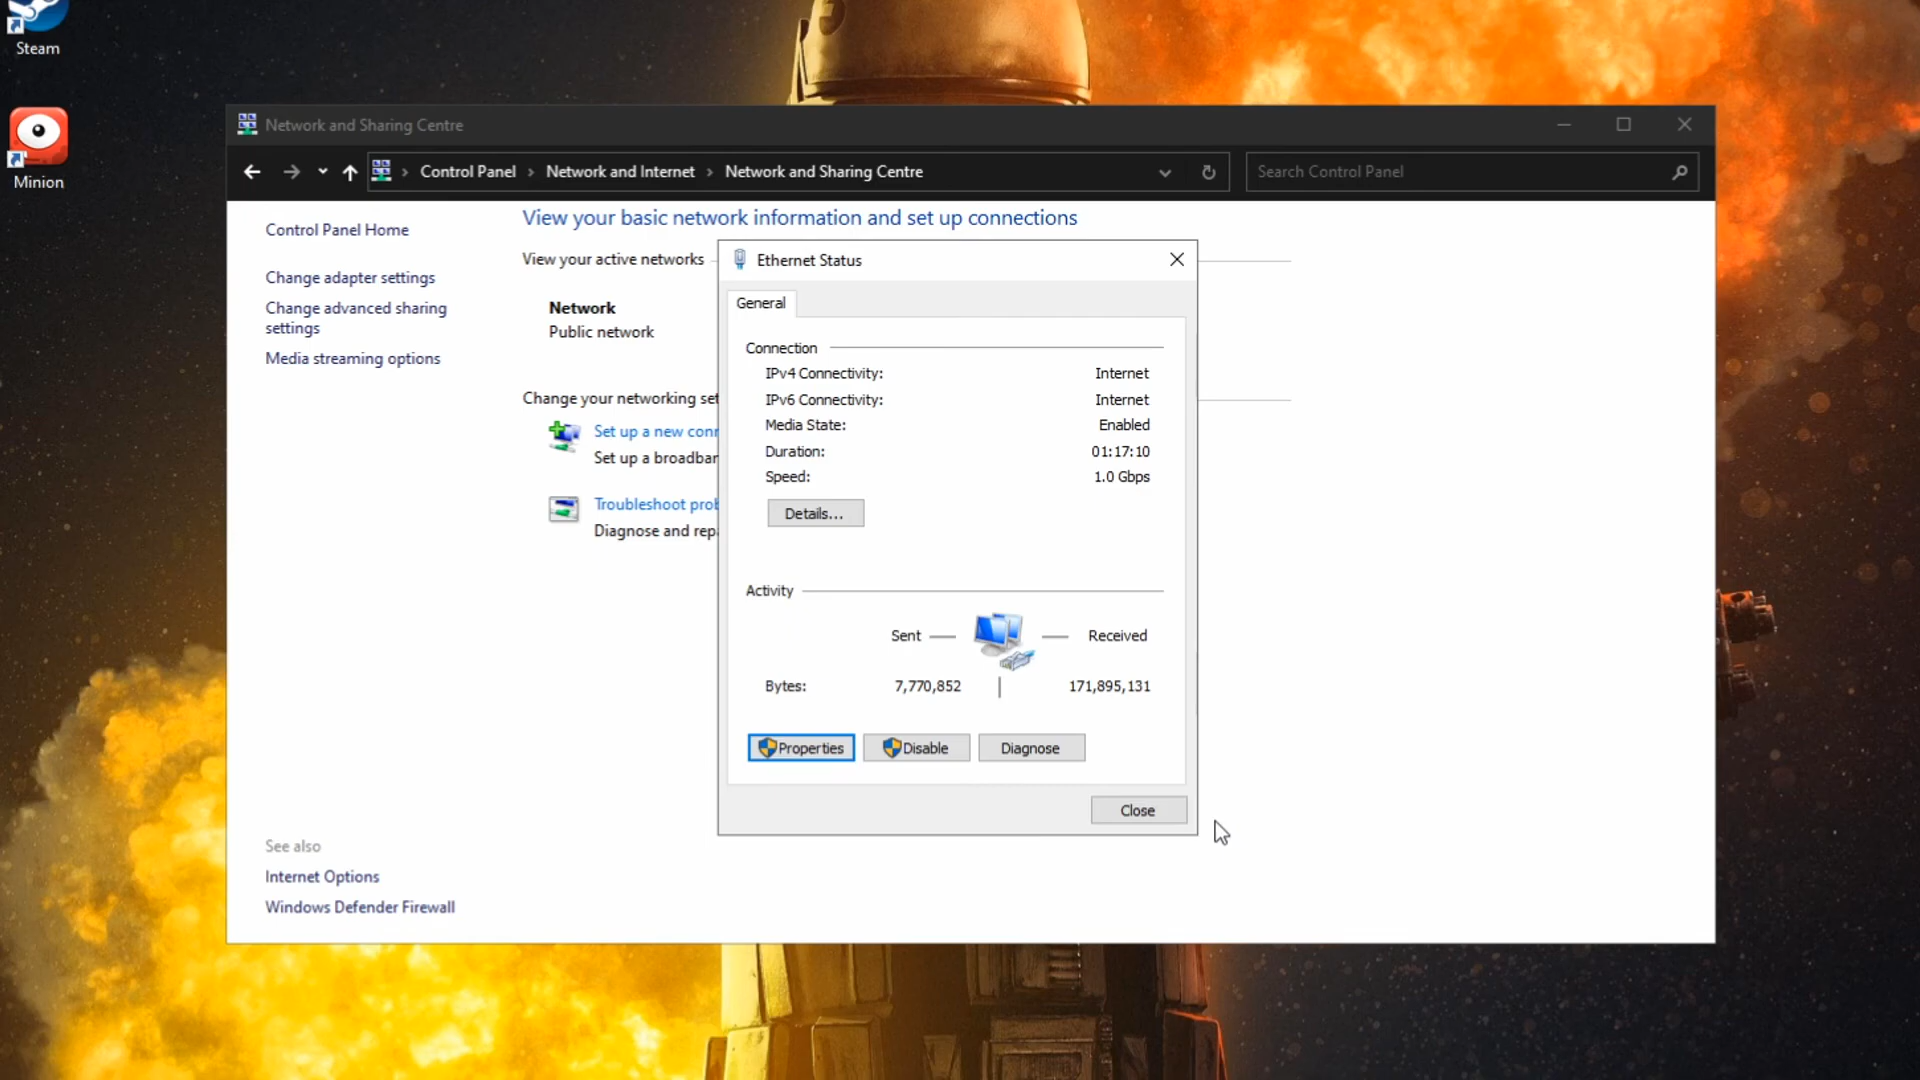 Steam
Minion
Network and Sharing Centre
Control Panel
Network and Internet
Network and Sharing Centre
Search Control Panel
Control Panel Home
Change adapter settings
Change advanced sharing
settings
Media streaming options
See also
Internet Options
Windows Defender Firewall
View your basic network information and set up connections
View your active networks
Network
Public network
Change your networking set
Set up a new conn
Set up a broadban
Troubleshoot prob
Diagnose and repa
Ethernet Status
General
Connection
IPv4 Connectivity: Internet
IPv6 Connectivity: Internet
Media State: Enabled
Duration: 01:17:10
Speed: 1.0 Gbps
Details...
Activity
Sent Received
Bytes: 7,770,852 171,895,131
Properties Disable Diagnose
Close